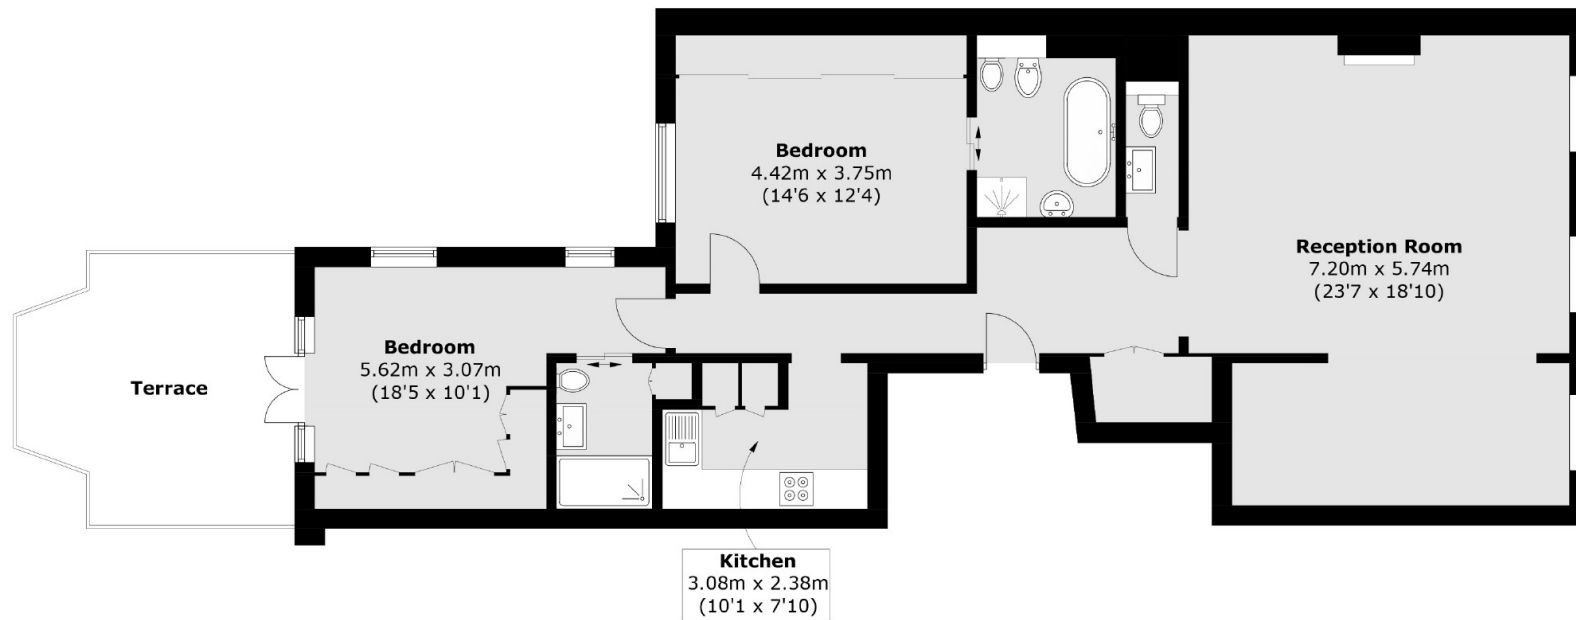 Bedroom
4.42m x 3.75m
(14'6 x 12'4)
Reception Room
7.20m x 5.74m
(23'7 x 18'10)
Bedroom
5.62m x 3.07m
(18'5 x 10'1)
Terrace
Kitchen
3.08m x 2.38m
(10'1 x 7'10)